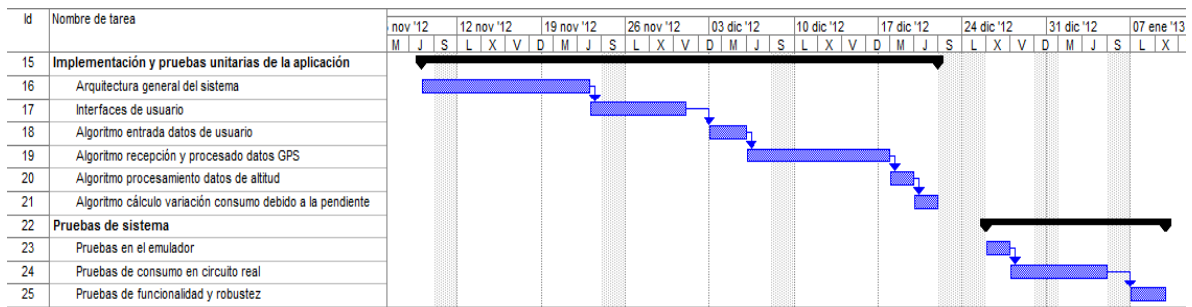 Id Nombre de tarea
nov '12 12 nov '12 19 nov '12 26 nov '12 03 dic '12 10 dic '12 17 dic '12 24 dic '12 31 dic '12 07 ene '13
M J S L X V D M J S L X V D M J S L X V D M J S L X V D M J S L X
15 Implementación y pruebas unitarias de la aplicación
16 Arquitectura general del sistema
17 Interfaces de usuario
18 Algoritmo entrada datos de usuario
19 Algoritmo recepción y procesado datos GPS
20 Algoritmo procesamiento datos de altitud
21 Algoritmo cálculo variación consumo debido a la pendiente
22 Pruebas de sistema
23 Pruebas en el emulador
24 Pruebas de consumo en circuito real
25 Pruebas de funcionalidad y robustez